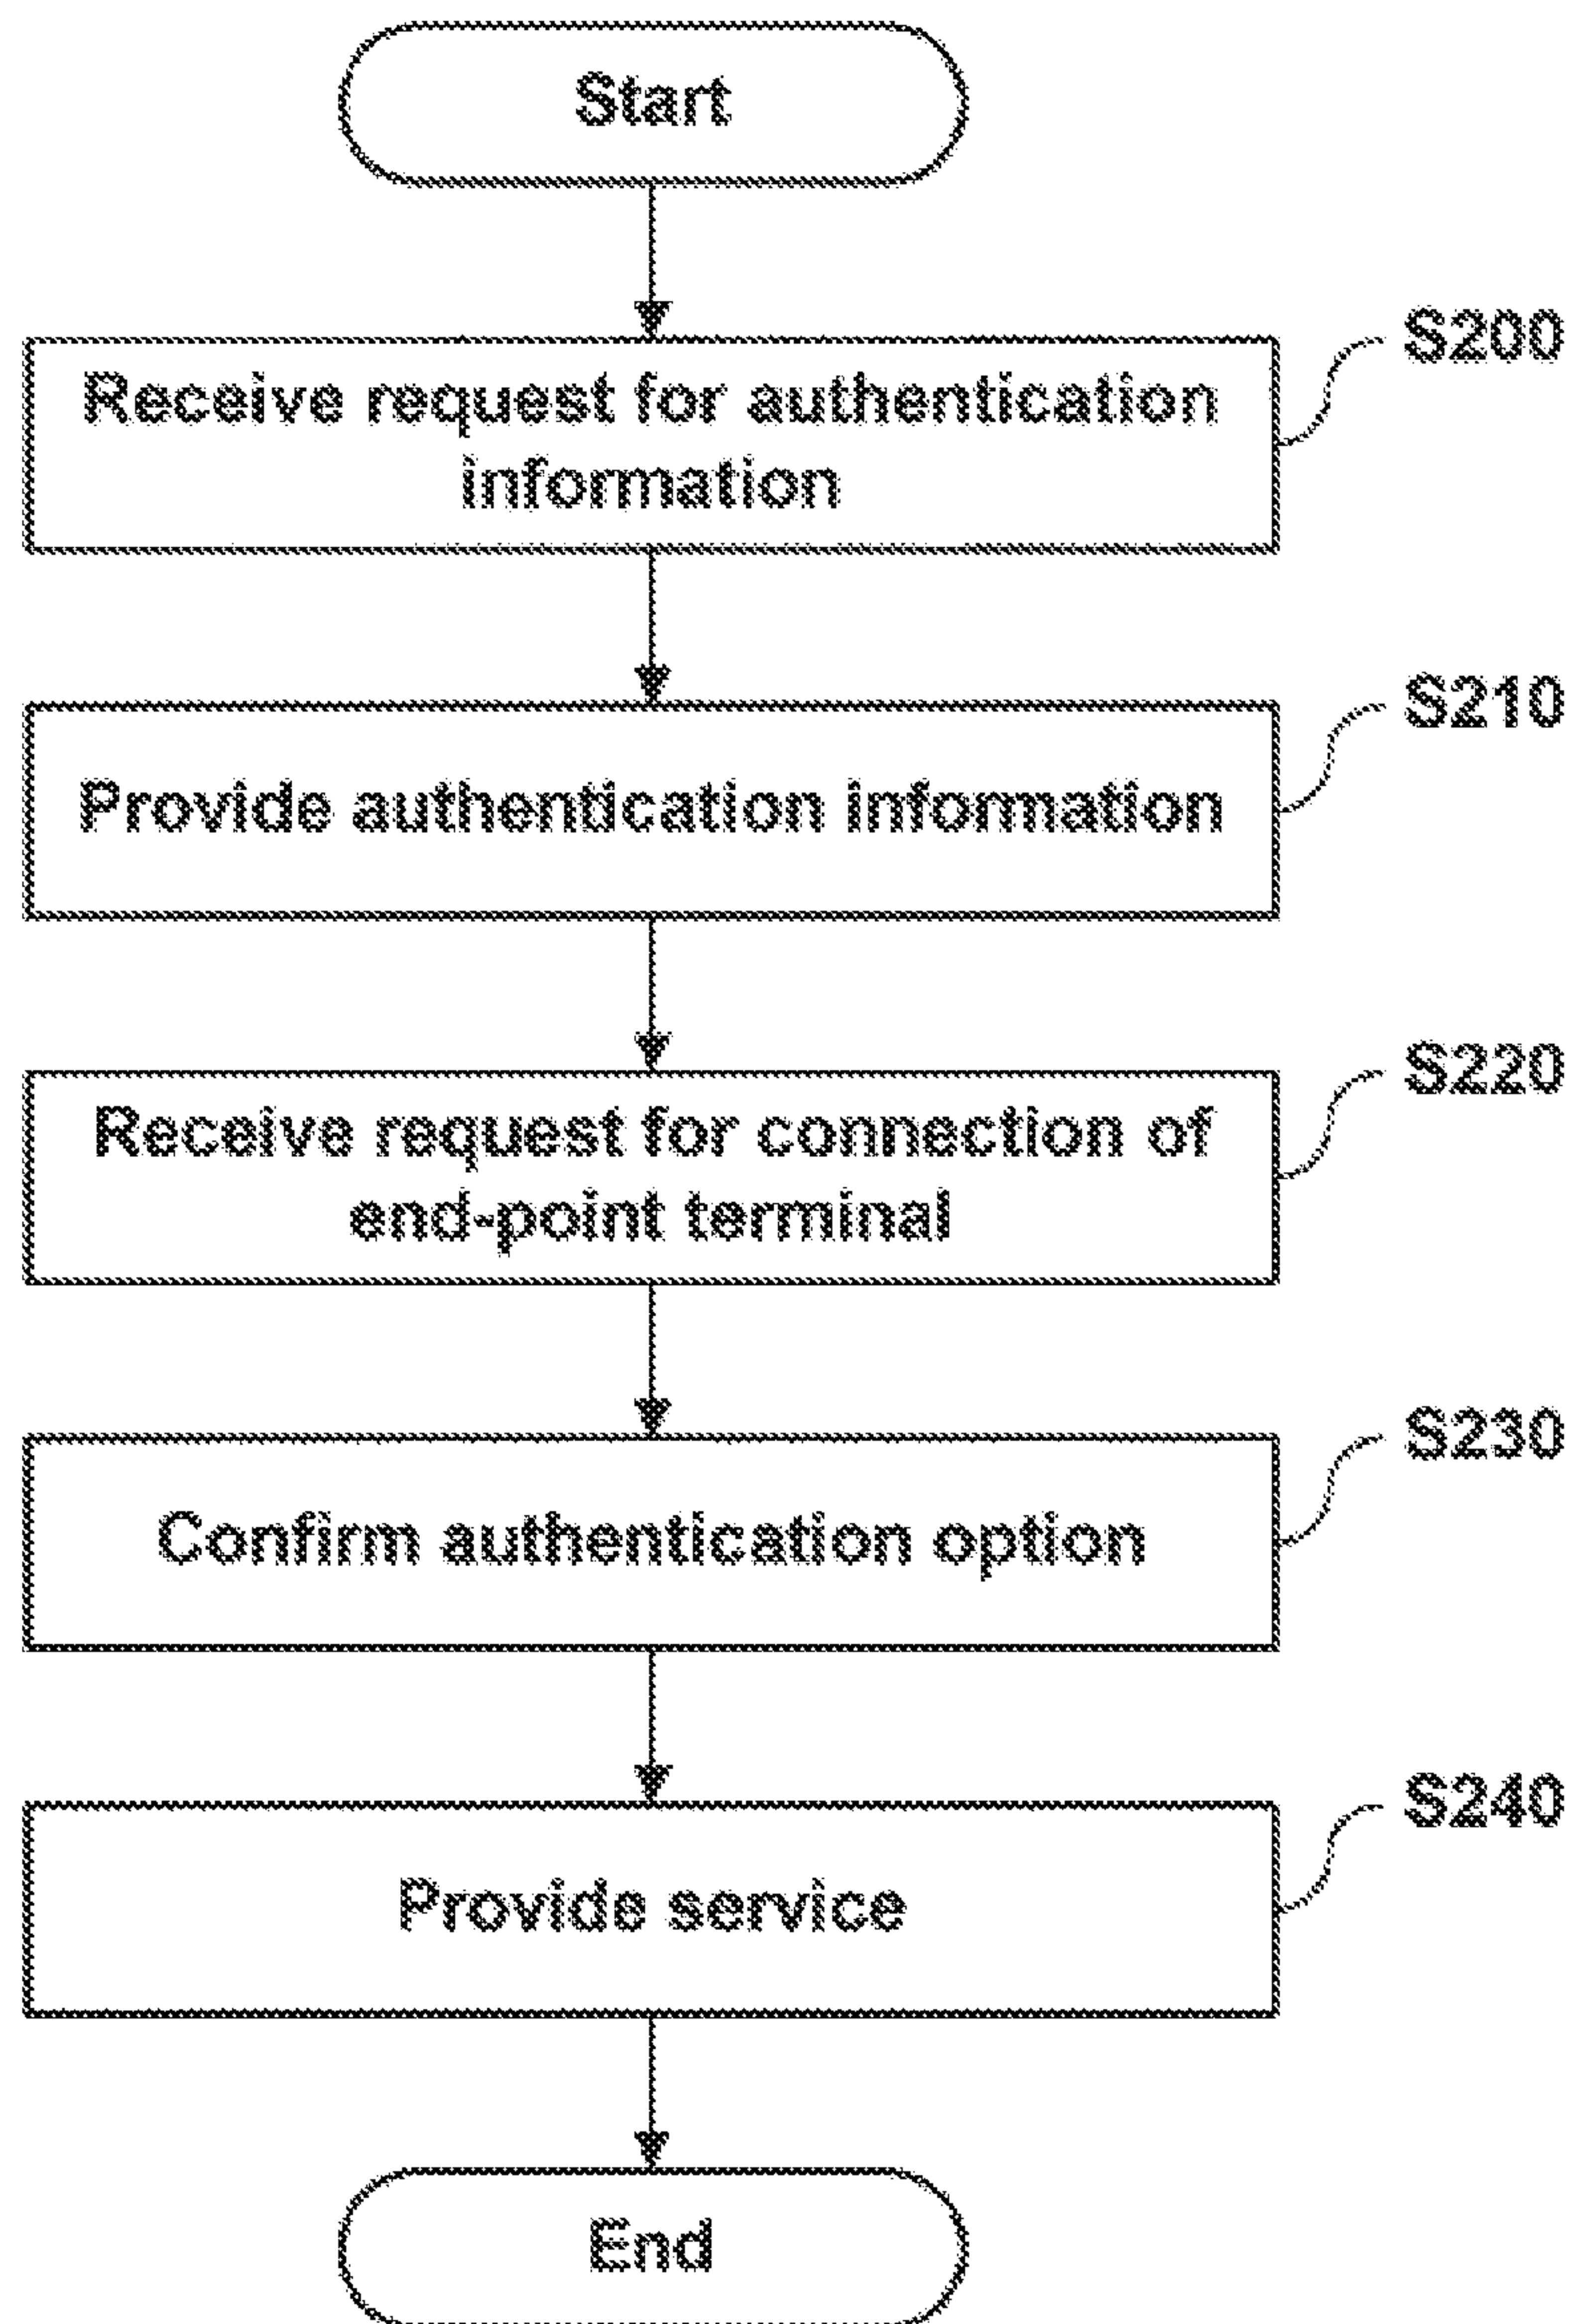 Start
S200
Receive request for authentication
information
S210
Provide authentication information
S220
Receive request for connection of
end-point terminal
S230
Confirm authentication option
S240
Provide service
End